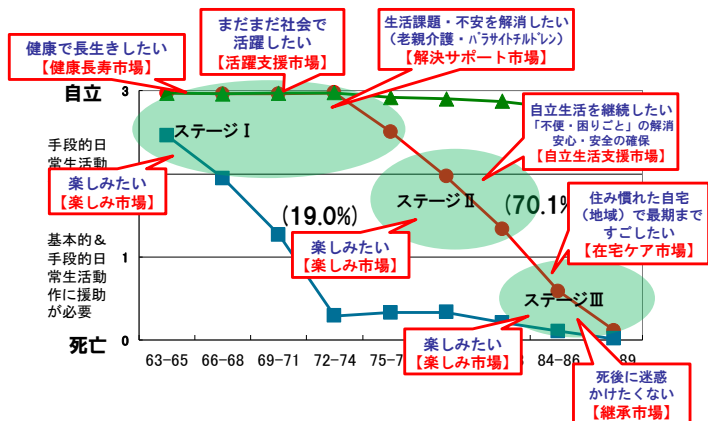 健康で長生きしたい
【健康長寿市場】
まだまだ社会で
活躍したい
【活躍支援市場】
生活課題・不安を解消したい
（老親介護・パラサイトチルドレン）
【解決サポート市場】
自立
3
手段的日
常生活動
ステージⅠ
楽しみたい
【楽しみ市場】
自立生活を継続したい
「不便・困りごと」の解消
安心・安全の確保
【自立生活支援市場】
ステージⅡ
(19.0%)
(70.1%
楽しみたい
【楽しみ市場】
住み慣れた自宅
（地域）で最期まで
すごしたい
【在宅ケア市場】
1
基本的＆
手段的日
常生活動
作に援助
が必要
ステージⅢ
楽しみたい
【楽しみ市場】
死亡
0
63-65 66-68 69-71 72-74 75-7 84-86 89
死後に迷惑
かけたくない
【継承市場】